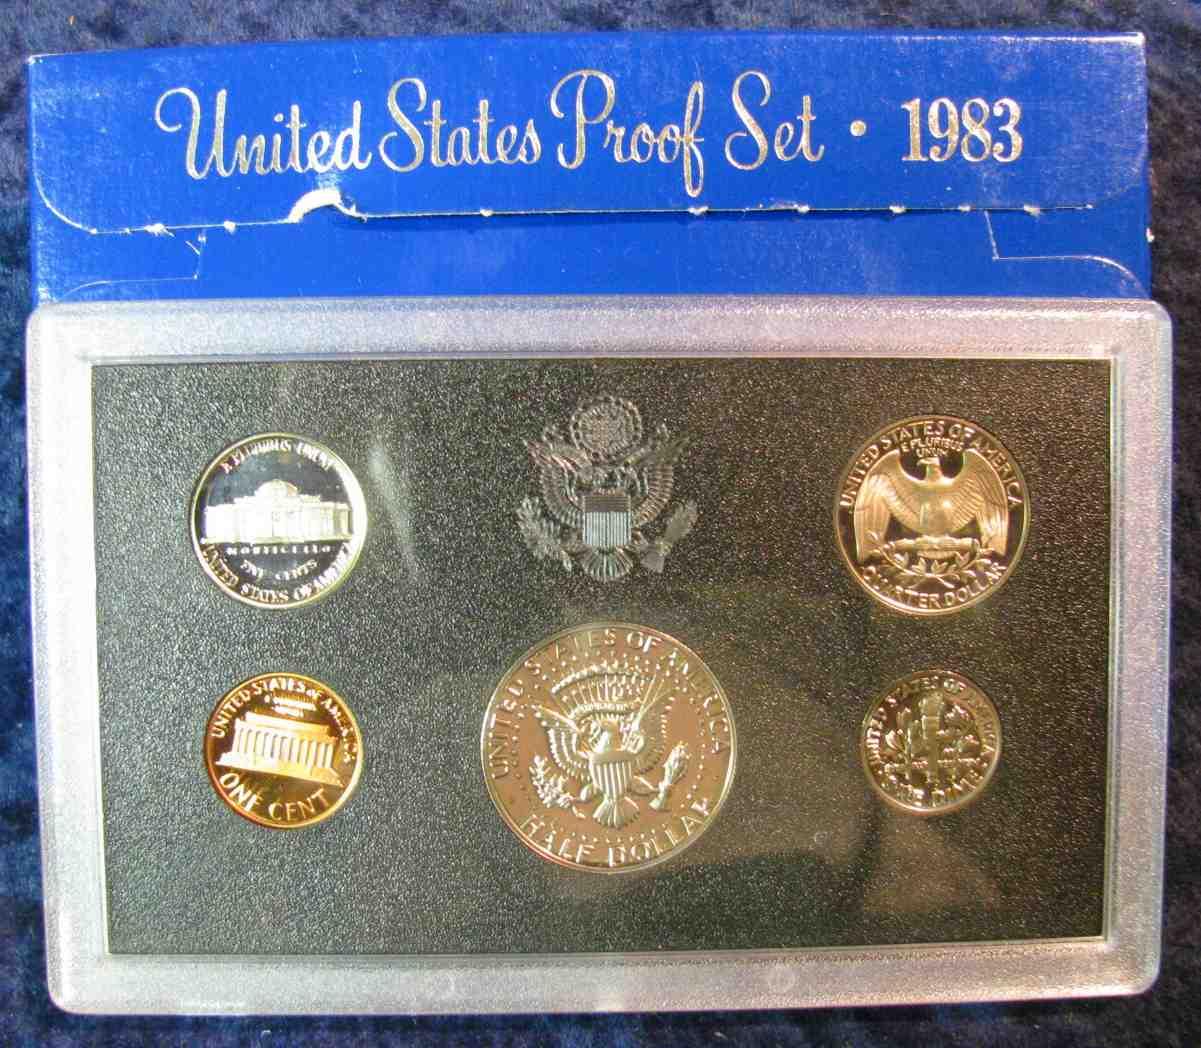 United States Proof Set · 1983
E PLURIBUS UNUM
MONTICELLO
FIVE CENTS
UNITED STATES OF AMERICA
UNITED STATES OF AMERICA
E PLURIBUS
UNUM
QUARTER DOLLAR
UNITED STATES OF AMERICA
ONE CENT
UNITED STATES OF AMERICA
HALF DOLLAR
UNITED STATES OF AMERICA
ONE DIME